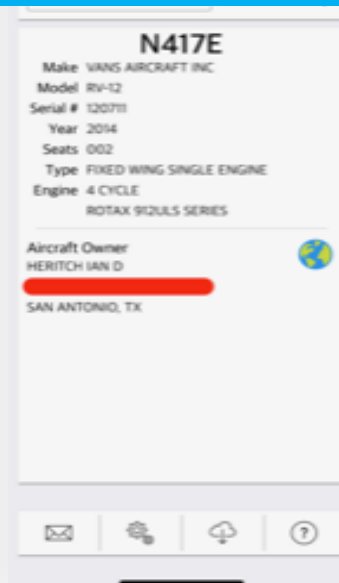 N417E
Make VANS AIRCRAFT INC
Model RV-12
Serial # 120711
Year 2014
Seats 002
Type FIXED WING SINGLE ENGINE
Engine 4 CYCLE
ROTAX 912ULS SERIES
Aircraft Owner
HERITCH IAN D
SAN ANTONIO, TX
?